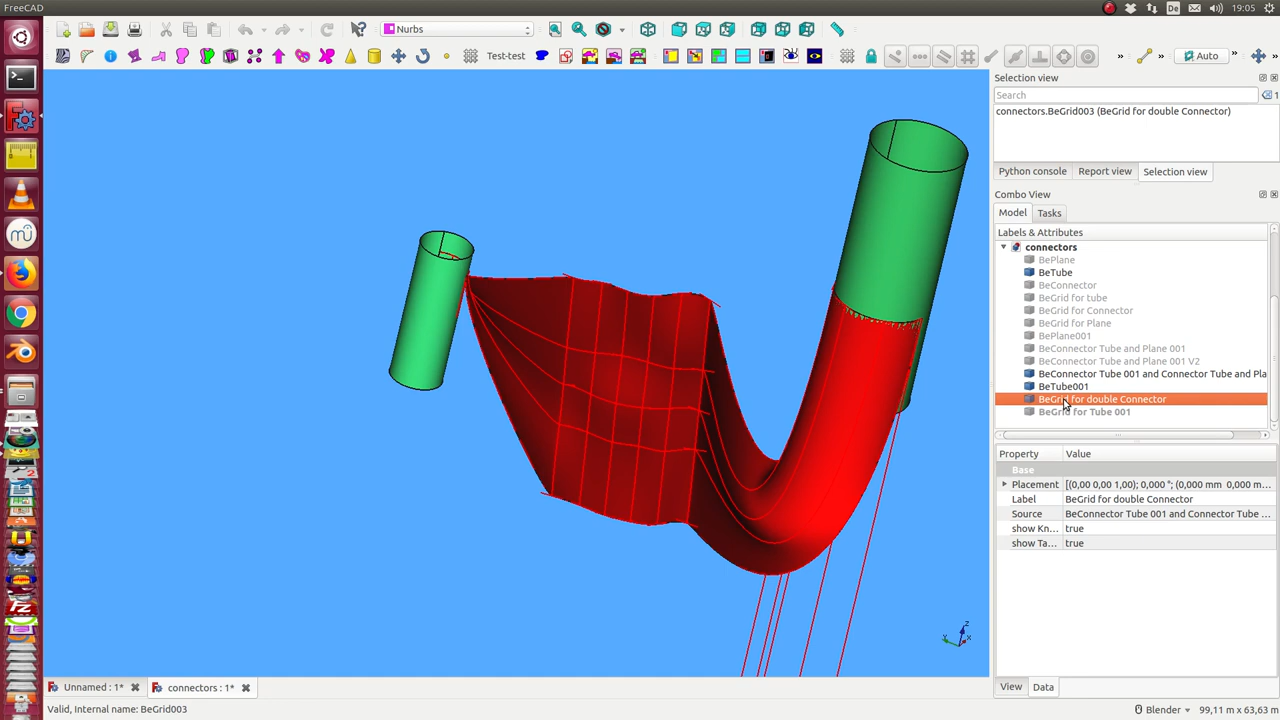 FreeCAD
De
19:05
Nurbs
Test-test
Auto
Selection view
Search
1
connectors.BeGrid003 (BeGrid for double Connector)
Python console
Report view
Selection view
Combo View
Model
Tasks
Labels & Attributes
connectors
BePlane
BeTube
BeConnector
BeGrid for tube
BeGrid for Connector
BeGrid for Plane
BePlane001
BeConnector Tube and Plane 001
BeConnector Tube and Plane 001 V2
BeConnector Tube 001 and Connector Tube and Pla
BeTube001
BeGrid for double Connector
BeGrid for Tube 001
Property Value
Base
Placement [(0,00 0,00 1,00); 0,000 °; (0,000 mm 0,000 m...
Label BeGrid for double Connector
Source BeConnector Tube 001 and Connector Tube ...
show Kn... true
show Ta... true
View Data
Unnamed : 1*
connectors : 1*
Valid, Internal name: BeGrid003
Blender
99,11 m x 63,63 m